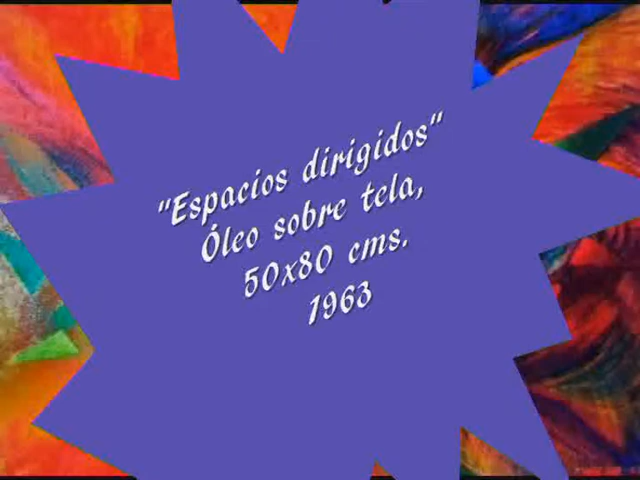 "Espacios dirigidos"
Óleo sobre tela,
50x80 cms.
1963